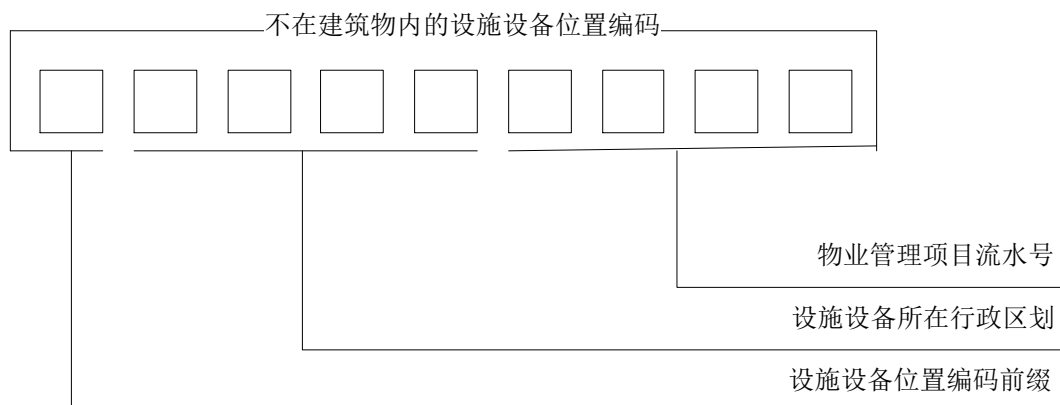 不在建筑物内的设施设备位置编码
物业管理项目流水号
设施设备所在行政区划
设施设备位置编码前缀